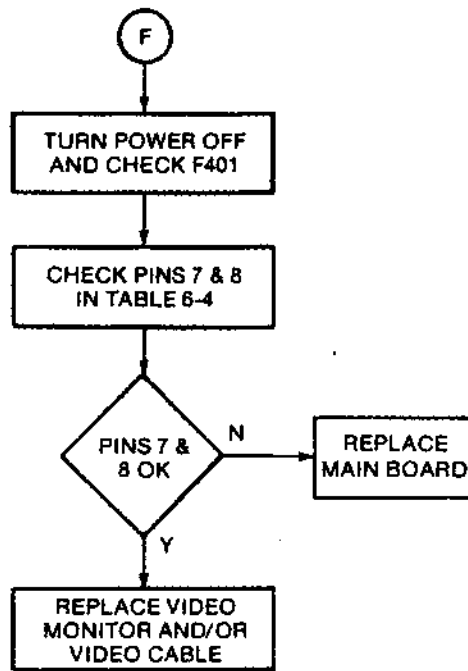 F
TURN POWER OFF
AND CHECK F401
CHECK PINS 7 & 8
IN TABLE 6-4
PINS 7 &
8 OK
N
REPLACE
MAIN BOARD
Y
REPLACE VIDEO
MONITOR AND/OR
VIDEO CABLE